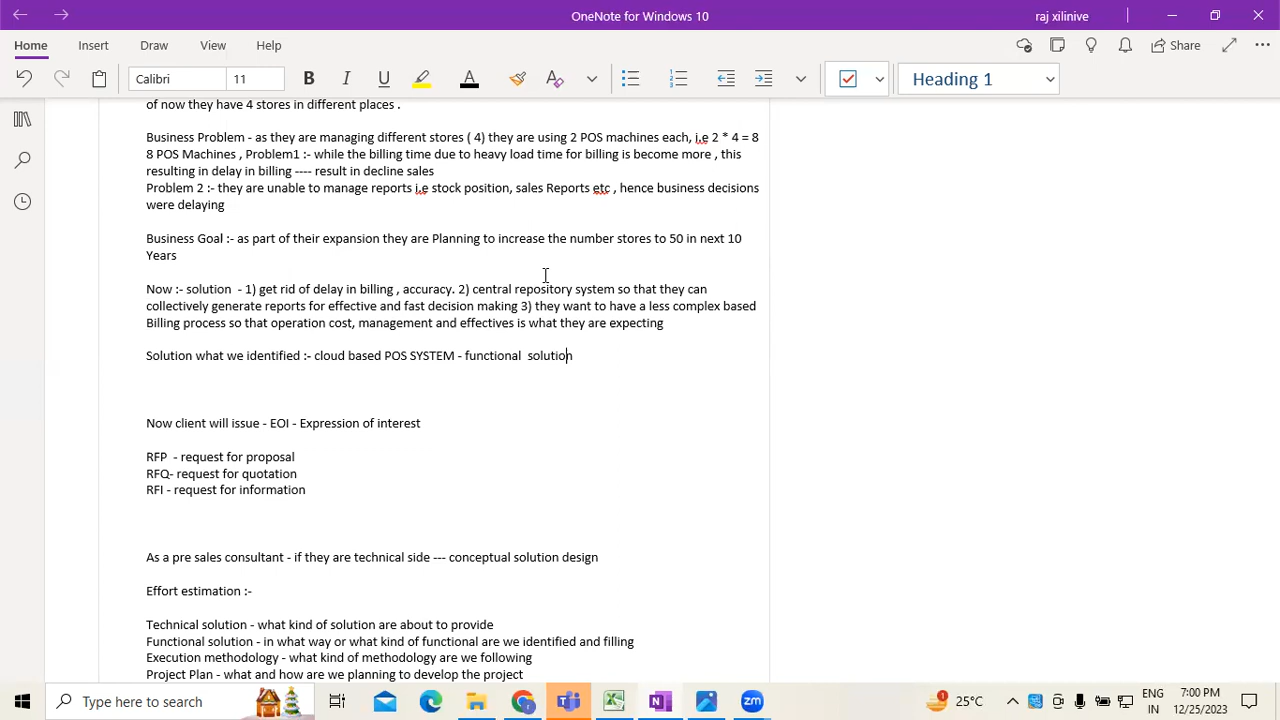 OneNote for Windows 10
raj xilinive
Home Insert Draw View Help
Share
Calibri 11 B I U A A Heading 1
of now they have 4 stores in different places .
Business Problem - as they are managing different stores ( 4) they are using 2 POS machines each, i,e 2 * 4 = 8
8 POS Machines , Problem1 :- while the billing time due to heavy load time for billing is become more , this
resulting in delay in billing ---- result in decline sales
Problem 2 :- they are unable to manage reports i,e stock position, sales Reports etc , hence business decisions
were delaying
Business Goal :- as part of their expansion they are Planning to increase the number stores to 50 in next 10
Years
Now :- solution - 1) get rid of delay in billing , accuracy. 2) central repository system so that they can
collectively generate reports for effective and fast decision making 3) they want to have a less complex based
Billing process so that operation cost, management and effectives is what they are expecting
Solution what we identified :- cloud based POS SYSTEM - functional solution
Now client will issue - EOI - Expression of interest
RFP - request for proposal
RFQ- request for quotation
RFI - request for information
As a pre sales consultant - if they are technical side --- conceptual solution design
Effort estimation :-
Technical solution - what kind of solution are about to provide
Functional solution - in what way or what kind of functional are we identified and filling
Execution methodology - what kind of methodology are we following
Project Plan - what and how are we planning to develop the project
Type here to search
1
25°C
ENG
IN
7:00 PM
12/25/2023